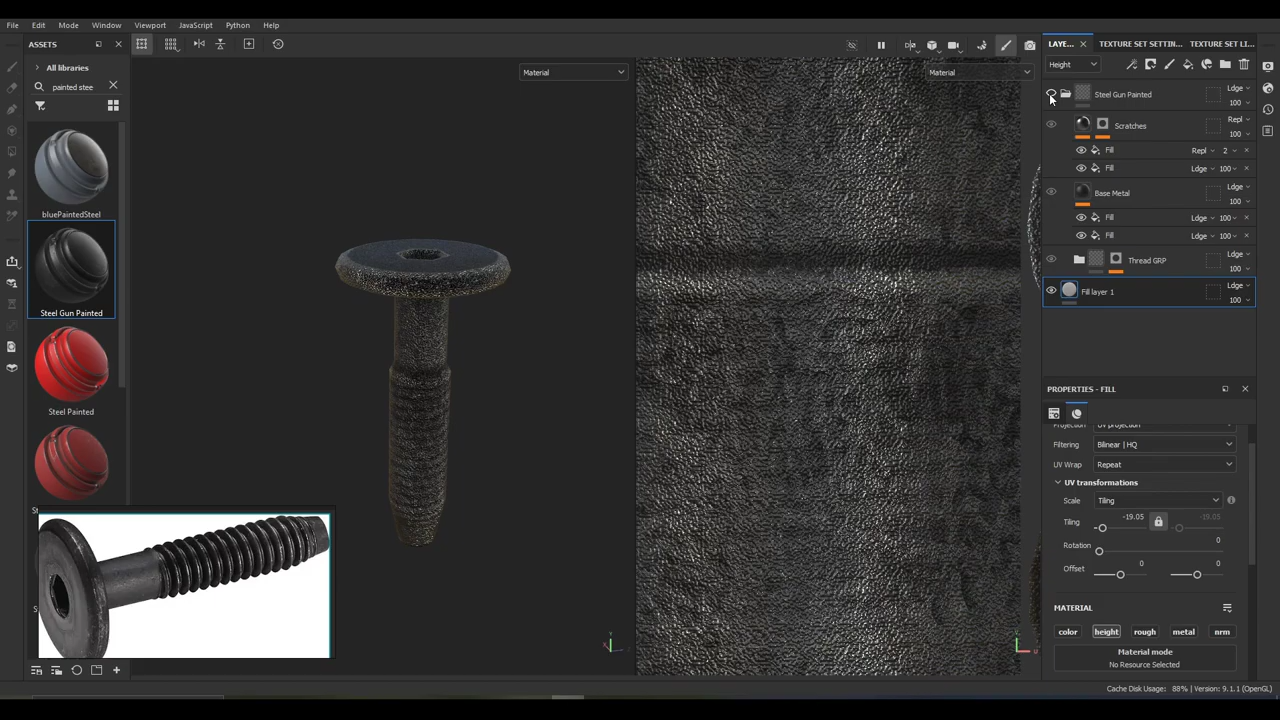 File Edit Mode Window Viewport JavaScript Python Help
ASSETS
All libraries
painted stee
bluePaintedSteel
Steel Gun Painted
Steel Painted
Material
Material
LAYE... TEXTURE SET SETTIN... TEXTURE SET LI...
Height
Steel Gun Painted Ldge 100
Scratches Repl 100
Fill Repl 2
Fill Ldge 100
Base Metal Ldge 100
Fill Ldge 100
Fill Ldge 100
Thread GRP Ldge 100
Fill layer 1 Ldge 100
PROPERTIES - FILL
Filtering Bilinear | HQ
UV Wrap Repeat
UV transformations
Scale Tiling
Tiling -19.05 -19.05
Rotation 0
Offset 0 0
MATERIAL
color height rough metal nrm
Material mode
No Resource Selected
Cache Disk Usage: 88% | Version: 9.1.1 (OpenGL)